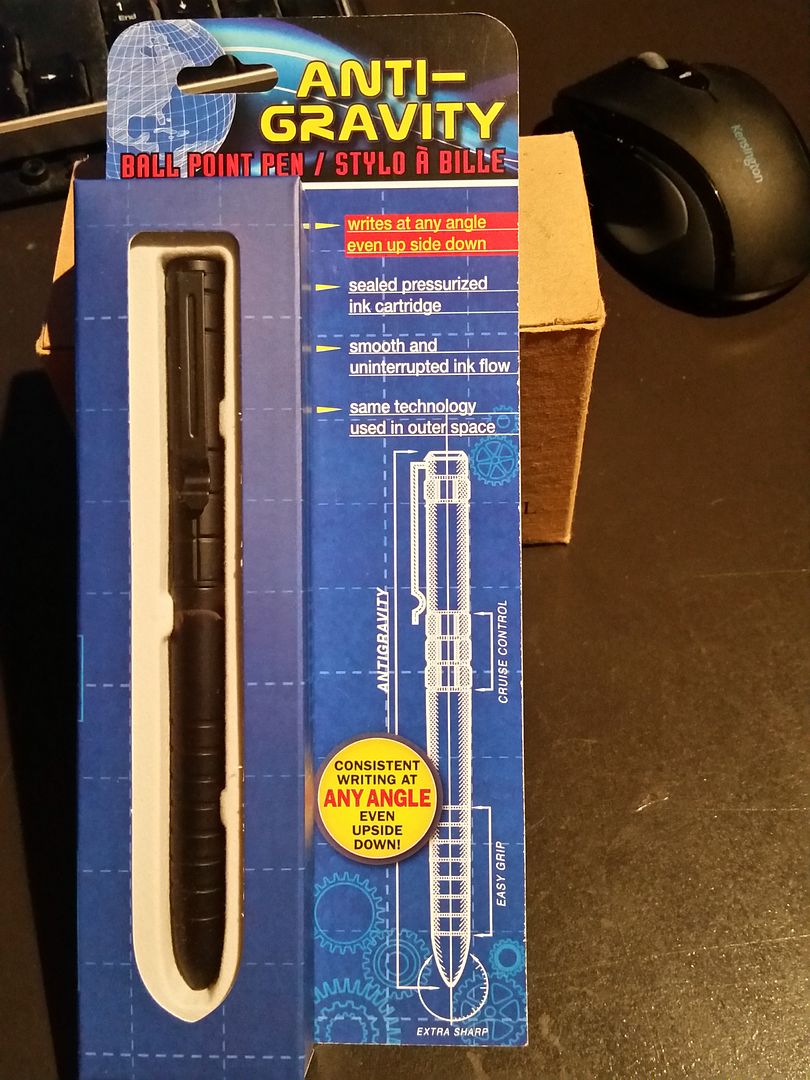 1
End
ANTI-
GRAVITY
BALL POINT PEN / STYLO À BILLE
Kensington
writes at any angle
even up side down
sealed pressurized
ink cartridge
smooth and
uninterrupted ink flow
same technology
used in outer space
L
ANTIGRAVITY
CRUISE CONTROL
CONSISTENT
WRITING AT
ANY ANGLE
EVEN
UPSIDE
DOWN!
EASY GRIP
EXTRA SHARP